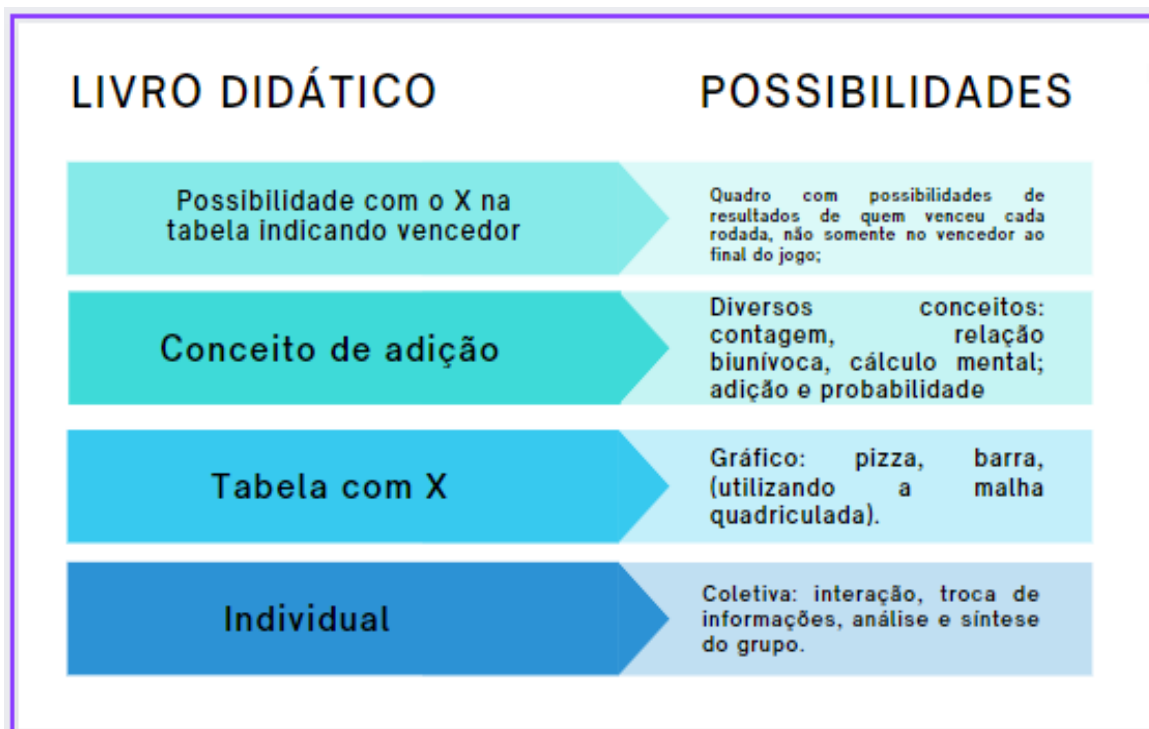 LIVRO DIDÁTICO
POSSIBILIDADES
Possibilidade com o X na
tabela indicando vencedor
Quadro com possibilidades de
resultados de quem venceu cada
rodada, não somente no vencedor ao
final do jogo;
Conceito de adição
Diversos conceitos:
contagem, relação
biunívoca, cálculo mental;
adição e probabilidade
Tabela com X
Gráfico: pizza, barra,
(utilizando a malha
quadriculada).
Individual
Coletiva: interação, troca de
informações, análise e síntese
do grupo.